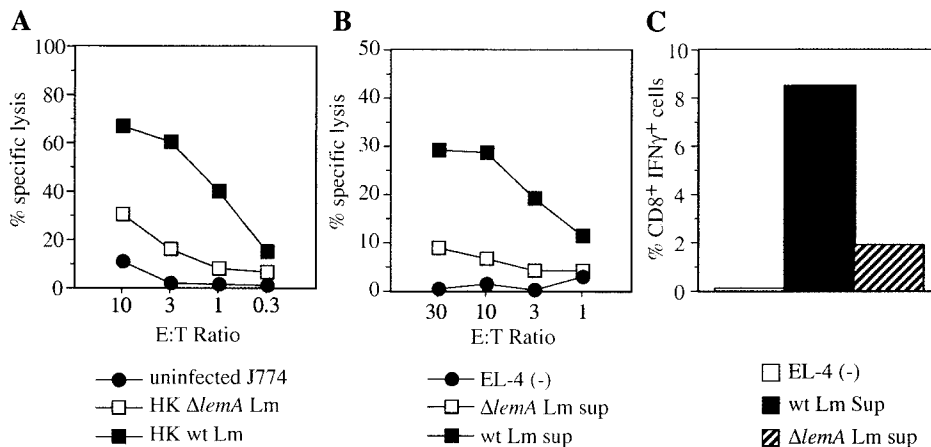 A
% specific lysis
100
80
60
40
20
0
10 3 1 0.3
E:T Ratio
uninfected J774
HK ΔlemA Lm
HK wt Lm
B
% specific lysis
50
40
30
20
10
0
30 10 3 1
E:T Ratio
EL-4 (-)
ΔlemA Lm sup
wt Lm sup
C
% CD8+ IFNγ+ cells
10
8
6
4
2
0
EL-4 (-)
wt Lm Sup
ΔlemA Lm sup